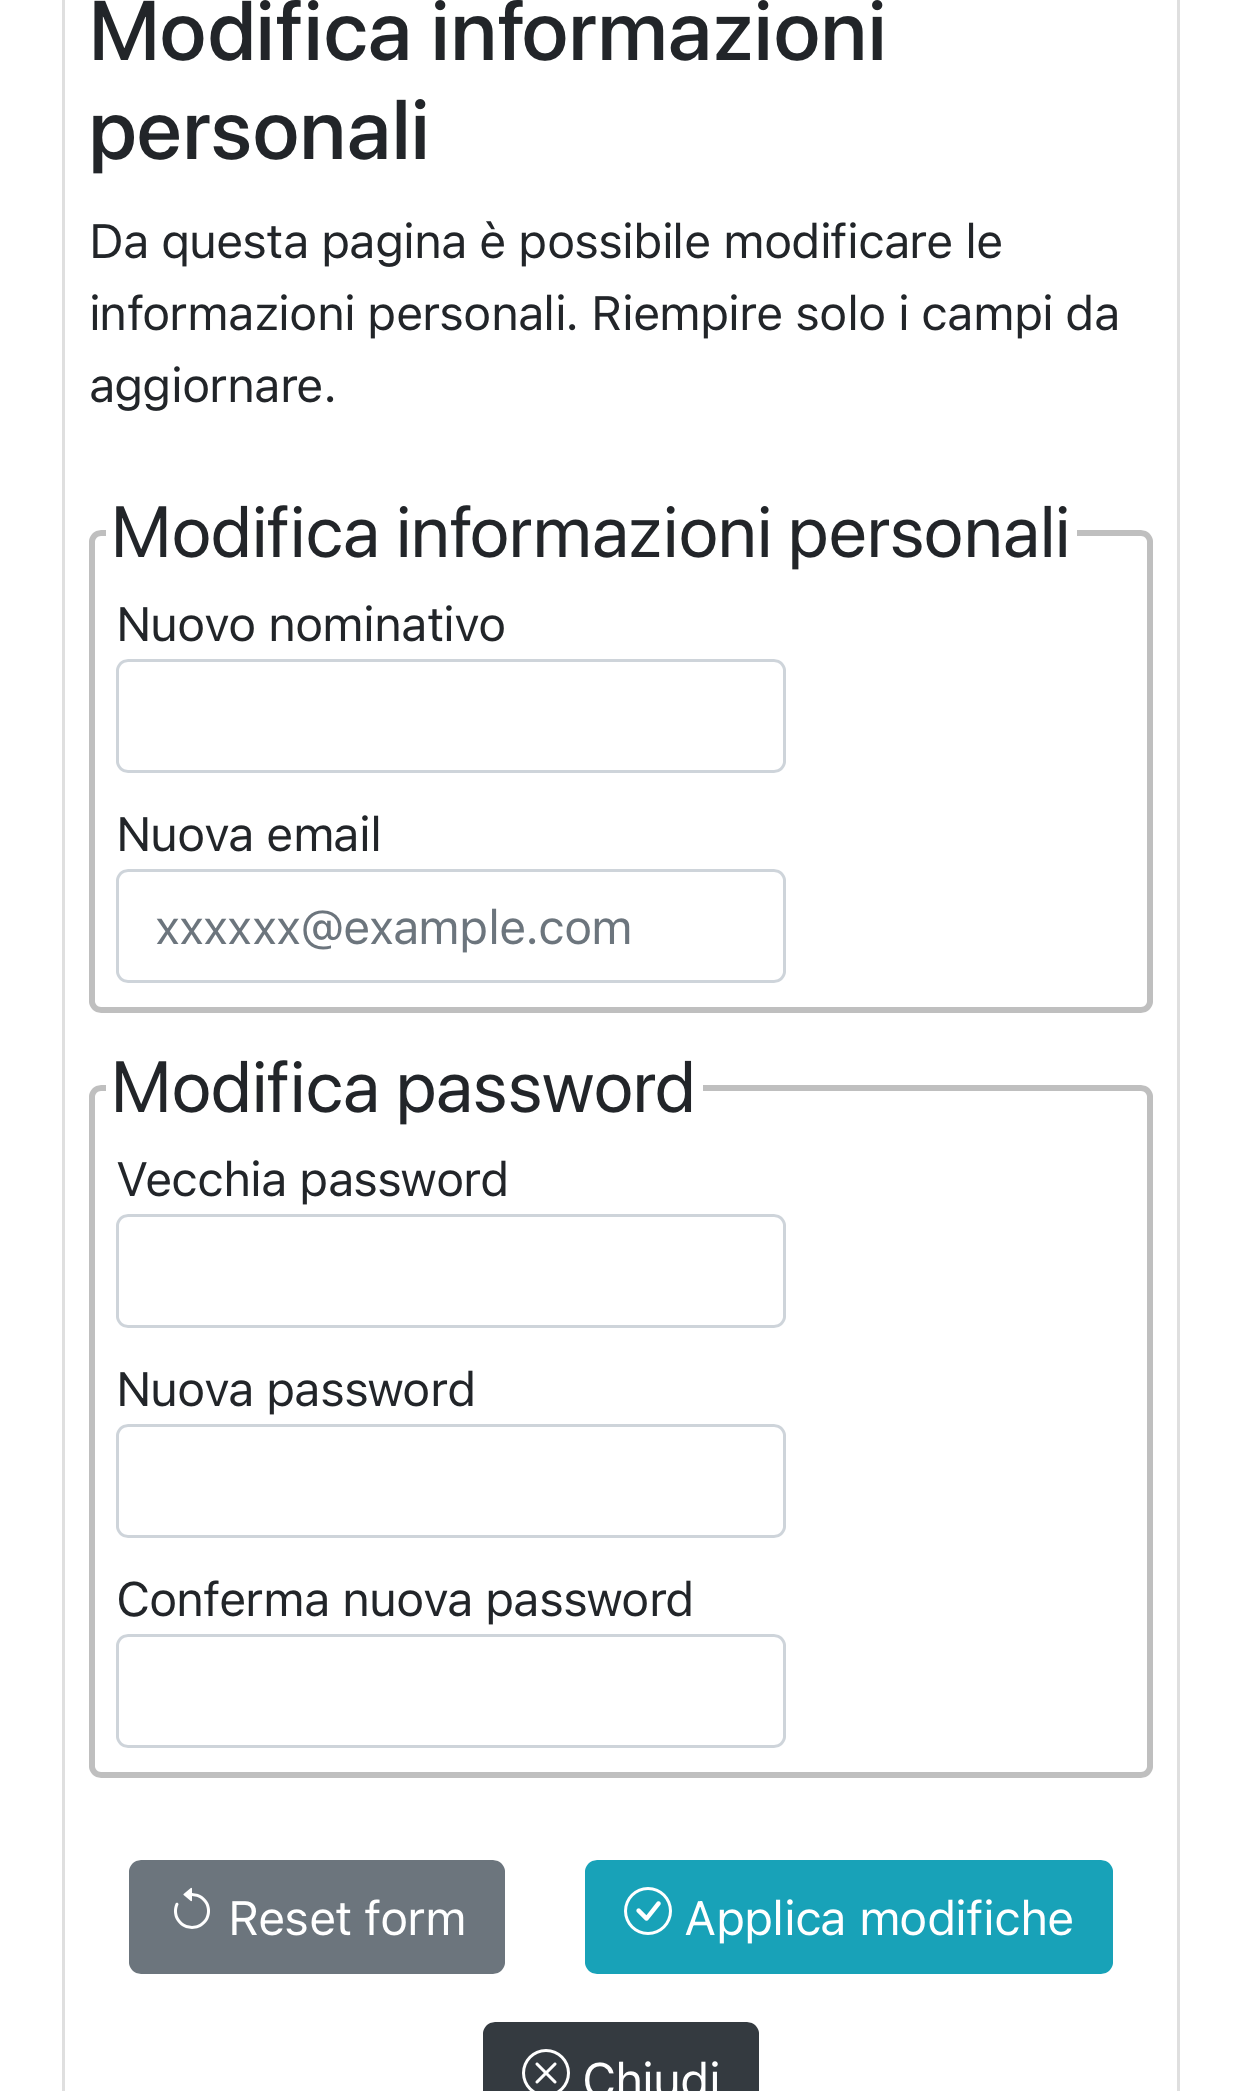 Modifica informazioni
personali
Da questa pagina è possibile modificare le
informazioni personali. Riempire solo i campi da
aggiornare.
Modifica informazioni personali
Nuovo nominativo
Nuova email
xxxxxx@example.com
Modifica password
Vecchia password
Nuova password
Conferma nuova password
Reset form
Applica modifiche
Chiudi